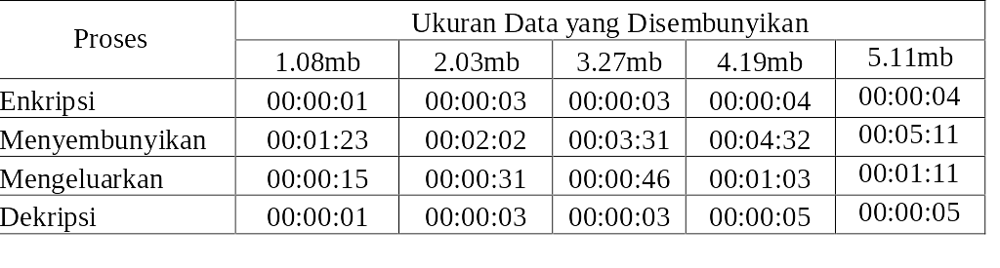 Proses Ukuran Data yang Disembunyikan
1.08mb 2.03mb 3.27mb 4.19mb 5.11mb
Enkripsi 00:00:01 00:00:03 00:00:03 00:00:04 00:00:04
Menyembunyikan 00:01:23 00:02:02 00:03:31 00:04:32 00:05:11
Mengeluarkan 00:00:15 00:00:31 00:00:46 00:01:03 00:01:11
Dekripsi 00:00:01 00:00:03 00:00:03 00:00:05 00:00:05